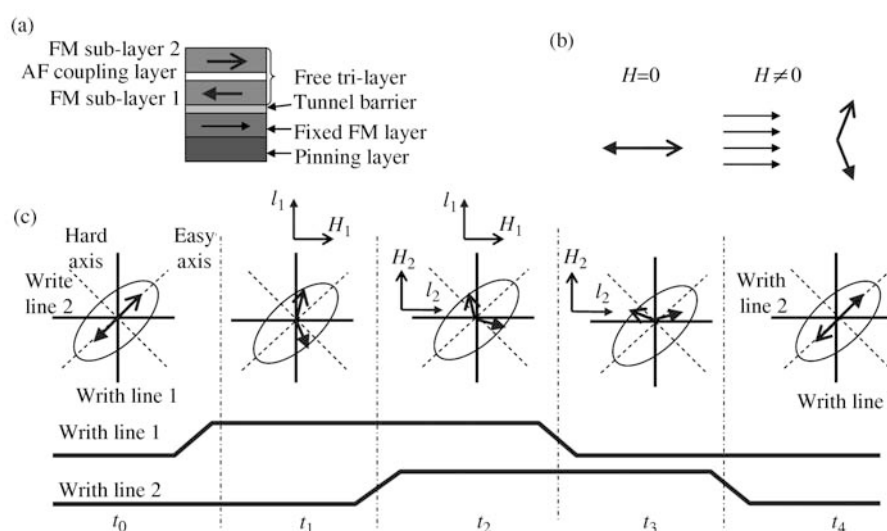 (a)
FM sub-layer 2
AF coupling layer
FM sub-layer 1
Free tri-layer
Tunnel barrier
Fixed FM layer
Pinning layer
(b)
H=0
H≠0
(c)
Hard axis
Easy axis
Write line 2
Writh line 1
l1
H1
l1
H1
H2
l2
H2
l2
Writh line 2
Writh line
Writh line 1
Writh line 2
t0
t1
t2
t3
t4